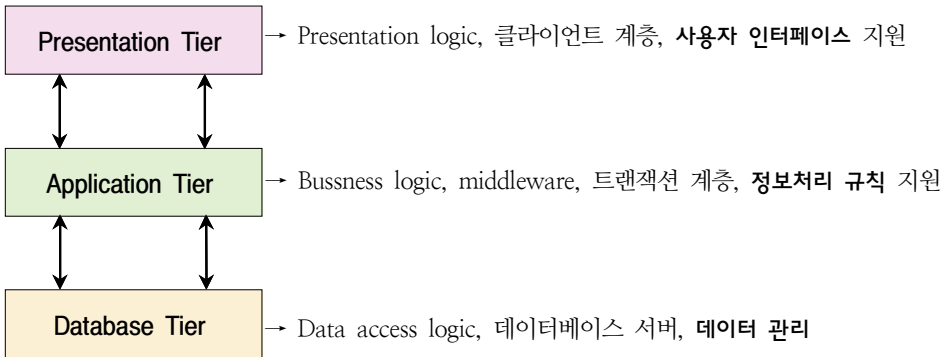 Presentation Tier → Presentation logic, 클라이언트 계층, 사용자 인터페이스 지원
Application Tier → Bussness logic, middleware, 트랜잭션 계층, 정보처리 규칙 지원
Database Tier → Data access logic, 데이터베이스 서버, 데이터 관리